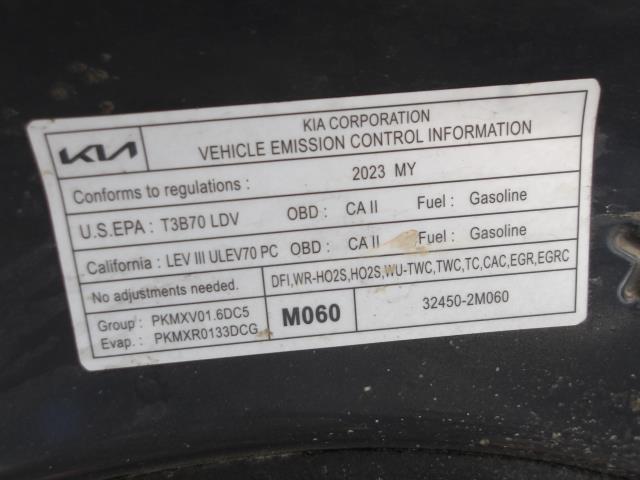 KIA
KIA CORPORATION
VEHICLE EMISSION CONTROL INFORMATION
Conforms to regulations : 2023 MY
U.S.EPA : T3B70 LDV OBD : CA II Fuel : Gasoline
California : LEV III ULEV70 PC OBD : CA II Fuel : Gasoline
No adjustments needed. DFI,WR-HO2S,HO2S,WU-TWC,TWC,TC,CAC,EGR,EGRC
Group : PKMXV01.6DC5
Evap. : PKMXR0133DCG
M060 32450-2M060